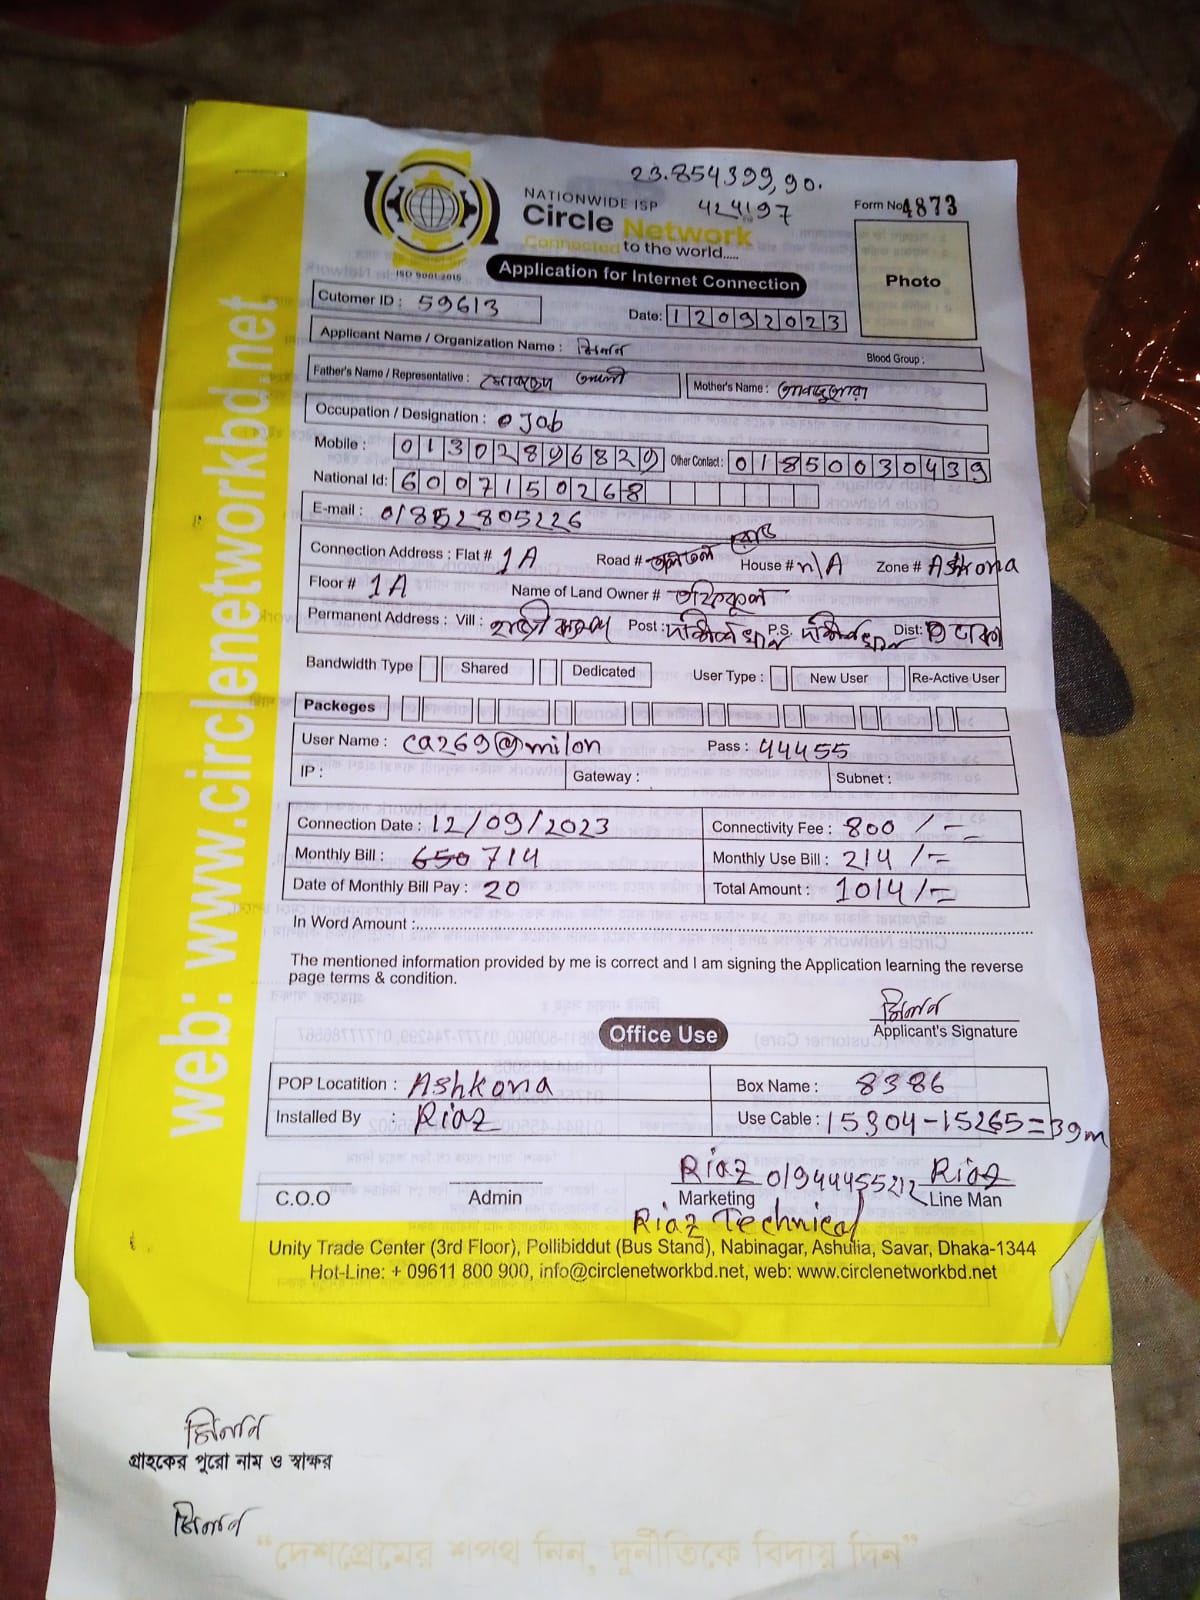 23.854399,90.
424197
NATIONWIDE ISP
Circle Network
Connected to the world.....
ISO 9001:2015
Form No 4873
Photo
Application for Internet Connection
Cutomer ID : 59613
Date: 12092023
Applicant Name / Organization Name : মিলন
Blood Group :
Father's Name / Representative : আলী
Mother's Name :
Occupation / Designation : Job
Mobile : 01302896829 Other Contact : 01850030439
National Id: 6007150268
E-mail : 01852805226
Connection Address : Flat # 1A Road # রোড House # n\A Zone # Ashkona
Floor # 1A Name of Land Owner # রফিকুল
Permanent Address : Vill : Post : P.S. Dist: ঢাকা
Bandwidth Type Shared Dedicated User Type : New User Re-Active User
Packeges
User Name : ca269@milon Pass : 44455
IP : Gateway : Subnet :
Connection Date : 12/09/2023 Connectivity Fee : 800 /-=
Monthly Bill : 650 714 Monthly Use Bill : 214 /-=
Date of Monthly Bill Pay : 20 Total Amount : 1014/-=
In Word Amount :
The mentioned information provided by me is correct and I am signing the Application learning the reverse
page terms & condition.
মিলন
Applicant's Signature
Office Use
POP Locatition : Ashkona Box Name : 8386
Installed By : Riaz Use Cable : 15304-15265=39m
Riaz 01944455212 Riaz
C.O.O Admin Marketing Line Man
Riaz Technical
Unity Trade Center (3rd Floor), Pollibiddut (Bus Stand), Nabinagar, Ashulia, Savar, Dhaka-1344
Hot-Line: + 09611 800 900, info@circlenetworkbd.net, web: www.circlenetworkbd.net
web: www.circlenetworkbd.net
মিলন
গ্রাহকের পুরো নাম ও স্বাক্ষর
মিলন
“দেশপ্রেমের শপথ নিন, দুর্নীতিকে বিদায় দিন”